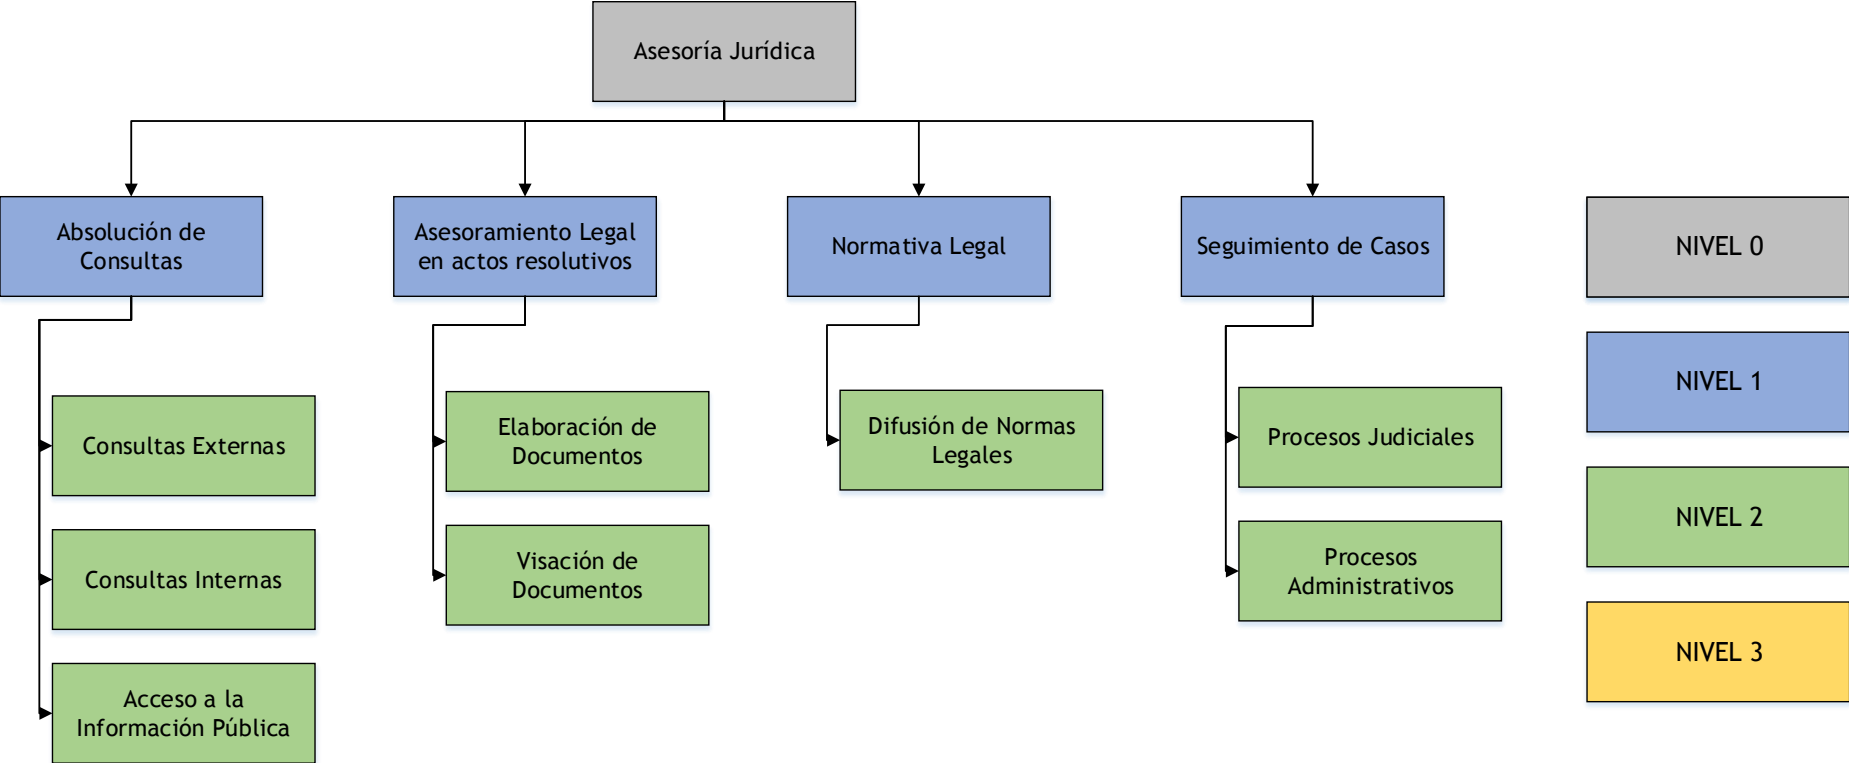 Asesoría Jurídica
Absolución de
Consultas
Asesoramiento Legal
en actos resolutivos
Normativa Legal
Seguimiento de Casos
NIVEL 0
NIVEL 1
Consultas Externas
Elaboración de
Documentos
Difusión de Normas
Legales
Procesos Judiciales
NIVEL 2
Consultas Internas
Visación de
Documentos
Procesos
Administrativos
NIVEL 3
Acceso a la
Información Pública